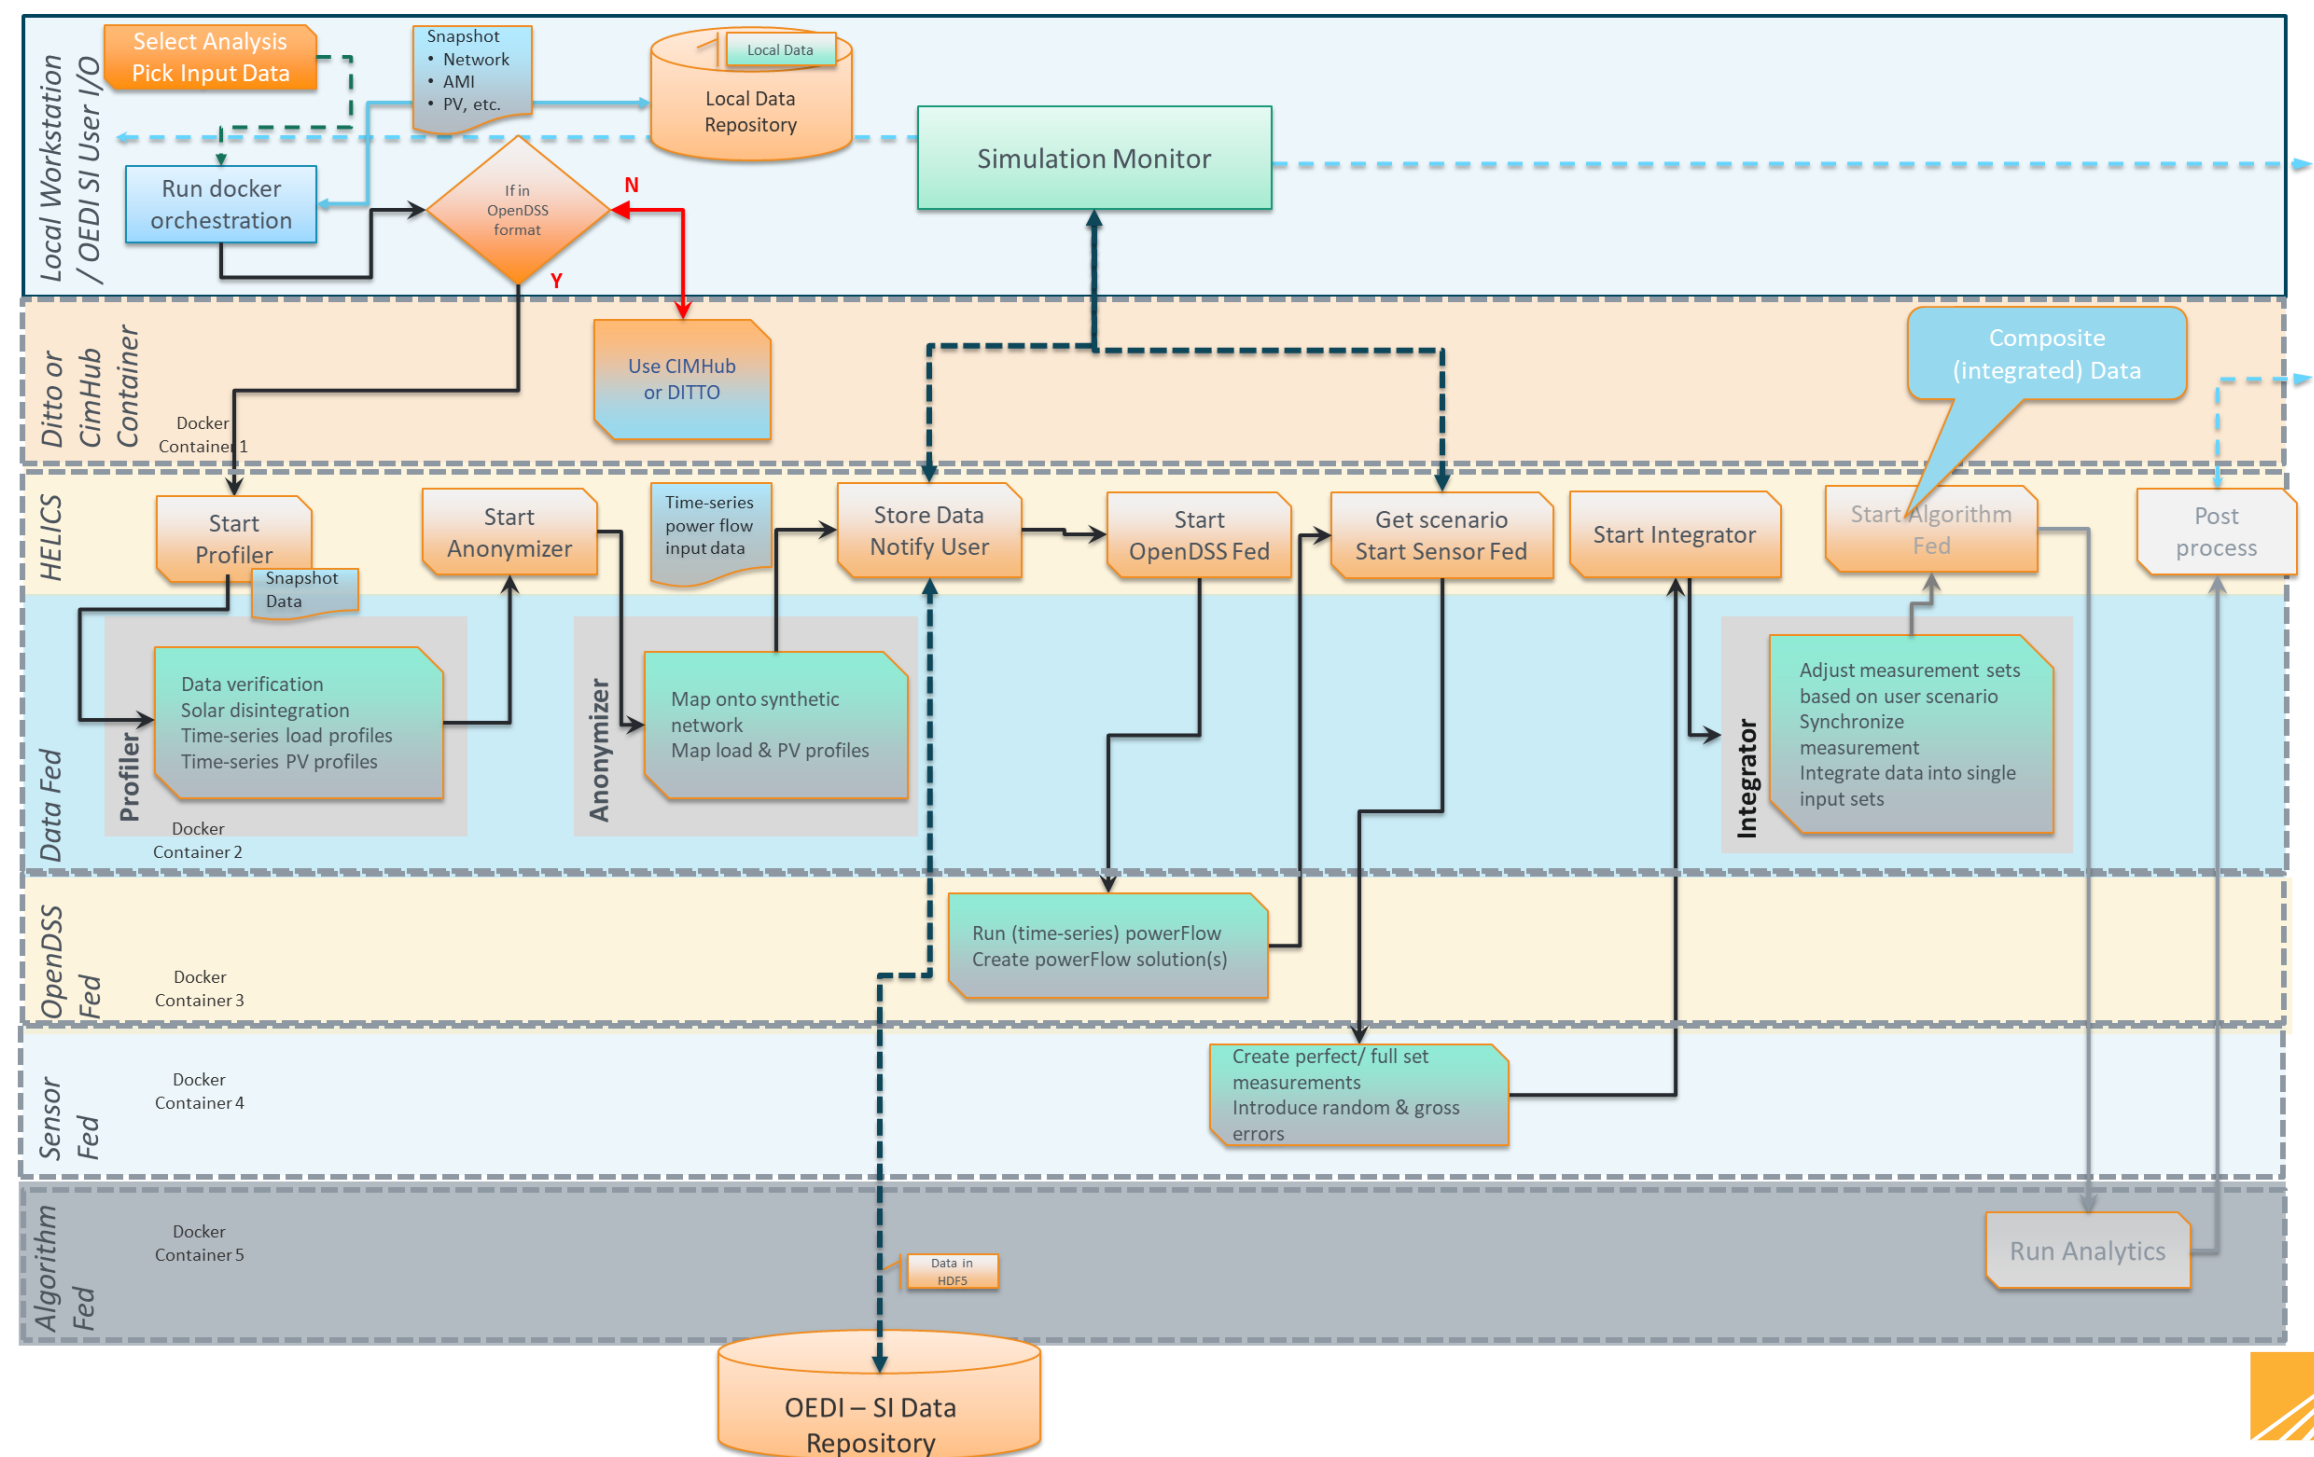 Local Workstation
/ OEDI SI User I/O
Select Analysis
Pick Input Data
Snapshot
• Network
• AMI
• PV, etc.
Local Data
Local Data
Repository
Simulation Monitor
Run docker
orchestration
If in
OpenDSS
format
N
Y
Ditto or
CimHub
Container
Docker
Container 1
Use CIMHub
or DITTO
Composite
(integrated) Data
HELICS
Start
Profiler
Snapshot
Data
Start
Anonymizer
Time-series
power flow
input data
Store Data
Notify User
Start
OpenDSS Fed
Get scenario
Start Sensor Fed
Start Integrator
Start Algorithm
Fed
Post
process
Data Fed
Profiler
Data verification
Solar disintegration
Time-series load profiles
Time-series PV profiles
Docker
Container 2
Anonymizer
Map onto synthetic
network
Map load & PV profiles
Integrator
Adjust measurement sets
based on user scenario
Synchronize
measurement
Integrate data into single
input sets
OpenDSS
Fed
Docker
Container 3
Run (time-series) powerFlow
Create powerFlow solution(s)
Sensor
Fed
Docker
Container 4
Create perfect/ full set
measurements
Introduce random & gross
errors
Algorithm
Fed
Docker
Container 5
Data in
HDF5
Run Analytics
OEDI – SI Data
Repository